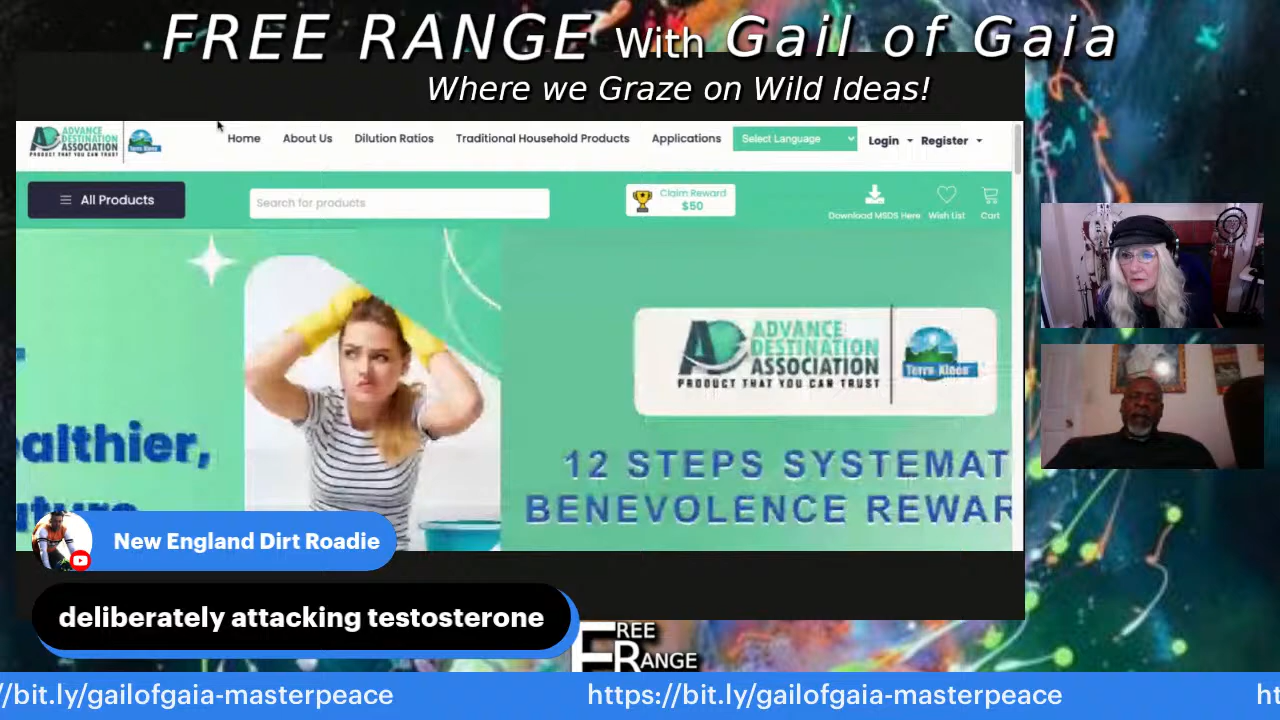 FREE RANGE With Gail of Gaia
Where we Graze on Wild Ideas!
ADVANCE
DESTINATION
ASSOCIATION
PRODUCT THAT YOU CAN TRUST
Home
About Us
Dilution Ratios
Traditional Household Products
Applications
Select Language
Login
Register
All Products
Search for products
Claim Reward
$50
Download MSDS Here
Wish List
Cart
ADVANCE
DESTINATION
ASSOCIATION
PRODUCT THAT YOU CAN TRUST
althier,
12 STEPS SYSTEMAT
BENEVOLENCE REWAR
New England Dirt Roadie
deliberately attacking testosterone
FREE
RANGE
//bit.ly/gailofgaia-masterpeace https://bit.ly/gailofgaia-masterpeace ht